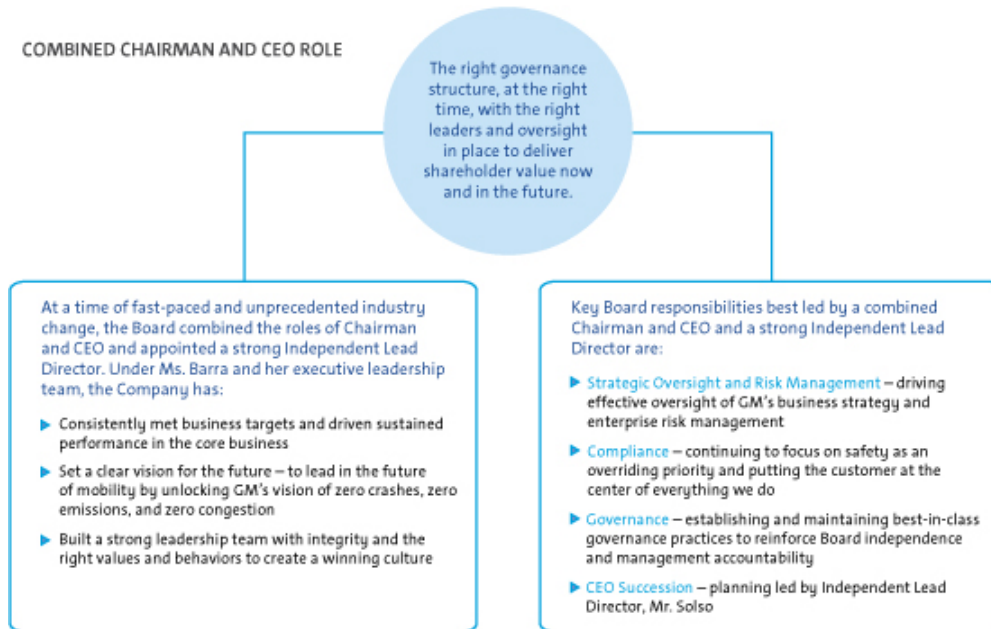 COMBINED CHAIRMAN AND CEO ROLE
The right governance
structure, at the right
time, with the right
leaders and oversight
in place to deliver
shareholder value now
and in the future.
At a time of fast-paced and unprecedented industry
change, the Board combined the roles of Chairman
and CEO and appointed a strong Independent Lead
Director. Under Ms. Barra and her executive leadership
team, the Company has:
▶ Consistently met business targets and driven sustained
performance in the core business
▶ Set a clear vision for the future – to lead in the future
of mobility by unlocking GM's vision of zero crashes, zero
emissions, and zero congestion
▶ Built a strong leadership team with integrity and the
right values and behaviors to create a winning culture
Key Board responsibilities best led by a combined
Chairman and CEO and a strong Independent Lead
Director are:
▶ Strategic Oversight and Risk Management – driving
effective oversight of GM's business strategy and
enterprise risk management
▶ Compliance – continuing to focus on safety as an
overriding priority and putting the customer at the
center of everything we do
▶ Governance – establishing and maintaining best-in-class
governance practices to reinforce Board independence
and management accountability
▶ CEO Succession – planning led by Independent Lead
Director, Mr. Solso